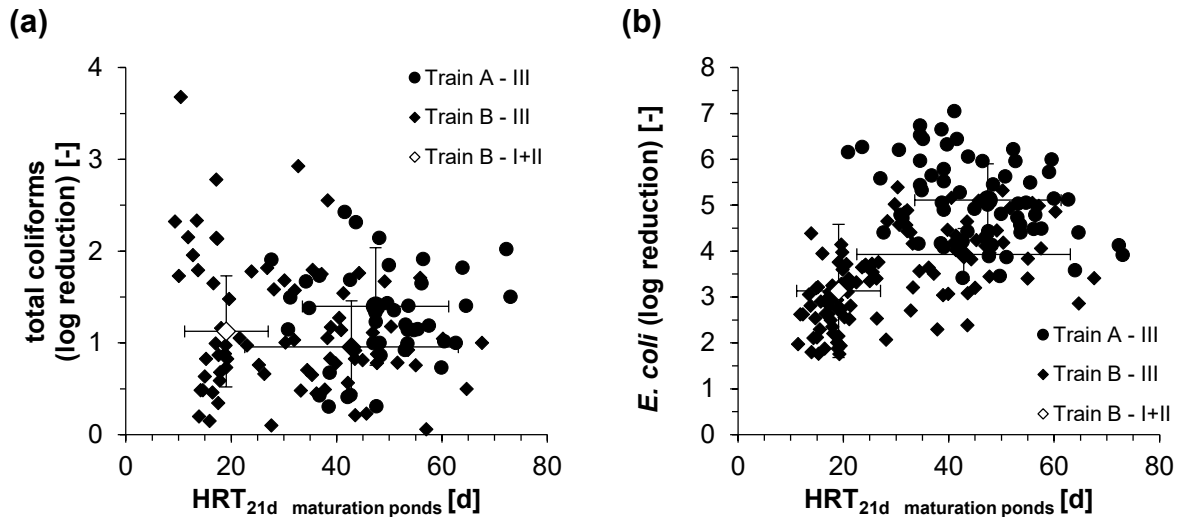 (a)
total coliforms
(log reduction) [-]
4
3
2
1
0
Train A - III
Train B - III
Train B - I+II
0 20 40 60 80
HRT21d maturation ponds [d]
(b)
E. coli (log reduction) [-]
8
7
6
5
4
3
2
1
0
Train A - III
Train B - III
Train B - I+II
0 20 40 60 80
HRT21d maturation ponds [d]